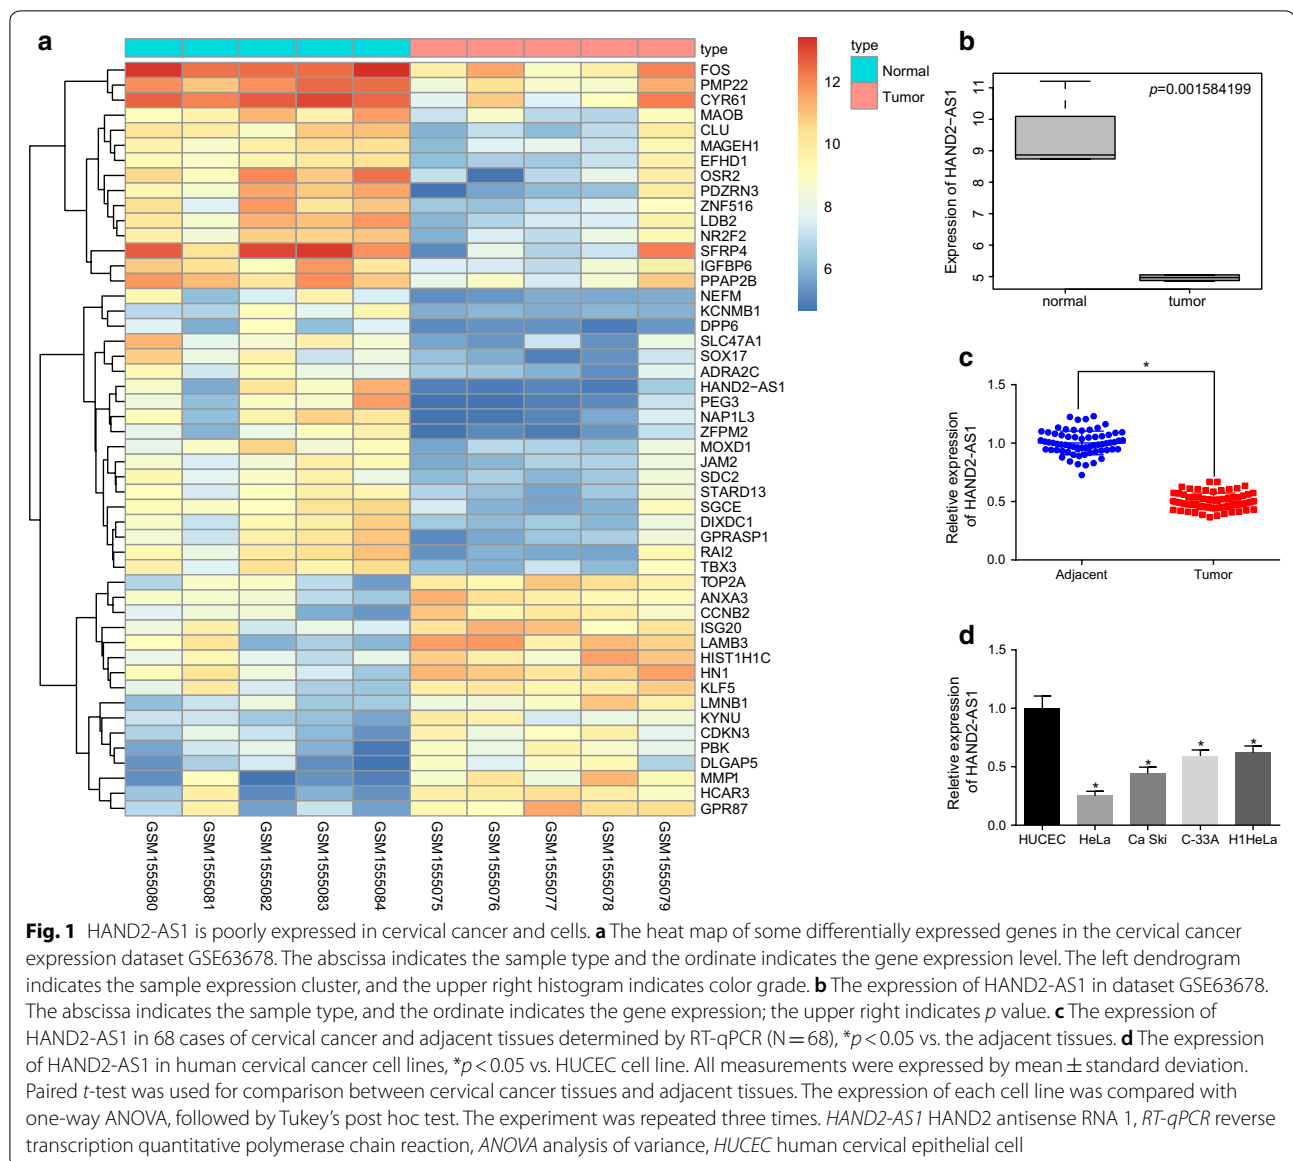 a
type
FOS
PMP22
CYR61
MAOB
CLU
MAGEH1
EFHD1
OSR2
PDZRN3
ZNF516
LDB2
NR2F2
SFRP4
IGFBP6
PPAP2B
NEFM
KCNMB1
DPP6
SLC47A1
SOX17
ADRA2C
HAND2−AS1
PEG3
NAP1L3
ZFPM2
MOXD1
JAM2
SDC2
STARD13
SGCE
DIXDC1
GPRASP1
RAI2
TBX3
TOP2A
ANXA3
CCNB2
ISG20
LAMB3
HIST1H1C
HN1
KLF5
LMNB1
KYNU
CDKN3
PBK
DLGAP5
MMP1
HCAR3
GPR87
GSM1555080
GSM1555081
GSM1555082
GSM1555083
GSM1555084
GSM1555075
GSM1555076
GSM1555077
GSM1555078
GSM1555079
12
10
8
6
type
Normal
Tumor
b
Expression of HAND2−AS1
11
10
9
8
7
6
5
p=0.001584199
normal tumor
c
Reletive expression
of HAND2-AS1
1.5
1.0
0.5
0.0
*
Adjacent Tumor
d
Reletive expression
of HAND2-AS1
1.5
1.0
0.5
0.0
* * * *
HUCEC HeLa Ca Ski C-33A H1HeLa
Fig. 1 HAND2-AS1 is poorly expressed in cervical cancer and cells. a The heat map of some differentially expressed genes in the cervical cancer
expression dataset GSE63678. The abscissa indicates the sample type and the ordinate indicates the gene expression level. The left dendrogram
indicates the sample expression cluster, and the upper right histogram indicates color grade. b The expression of HAND2-AS1 in dataset GSE63678.
The abscissa indicates the sample type, and the ordinate indicates the gene expression; the upper right indicates p value. c The expression of
HAND2-AS1 in 68 cases of cervical cancer and adjacent tissues determined by RT-qPCR (N = 68), *p < 0.05 vs. the adjacent tissues. d The expression
of HAND2-AS1 in human cervical cancer cell lines, *p < 0.05 vs. HUCEC cell line. All measurements were expressed by mean ± standard deviation.
Paired t-test was used for comparison between cervical cancer tissues and adjacent tissues. The expression of each cell line was compared with
one-way ANOVA, followed by Tukey's post hoc test. The experiment was repeated three times. HAND2-AS1 HAND2 antisense RNA 1, RT-qPCR reverse
transcription quantitative polymerase chain reaction, ANOVA analysis of variance, HUCEC human cervical epithelial cell